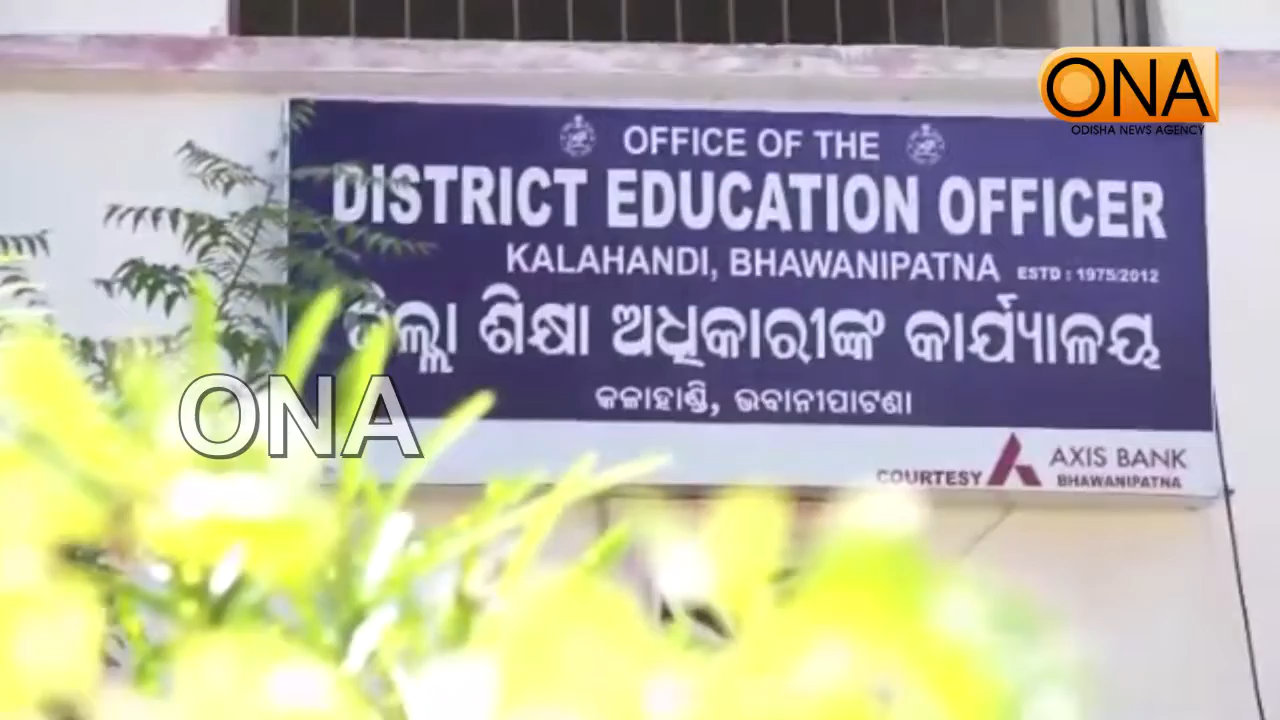 ONA
ODISHA NEWS AGENCY
OFFICE OF THE
DISTRICT EDUCATION OFFICER
KALAHANDI, BHAWANIPATNA ESTD : 1975/2012
ଜିଲ୍ଲା ଶିକ୍ଷା ଅଧିକାରୀଙ୍କ କାର୍ଯ୍ୟାଳୟ
କଳାହାଣ୍ଡି, ଭବାନୀପାଟଣା
ONA
COURTESY AXIS BANK
BHAWANIPATNA